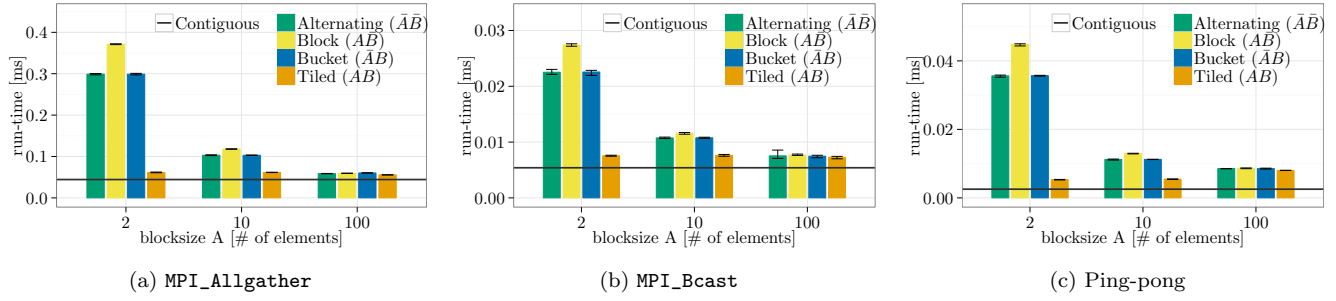 run-time [ms]
0.4
0.3
0.2
0.1
0.0
Contiguous
Alternating (ĀB̄)
Block (AB̄)
Bucket (ĀB)
Tiled (AB)
2 10 100
blocksize A [# of elements]
(a) MPI_Allgather
run-time [ms]
0.03
0.02
0.01
0.00
Contiguous
Alternating (ĀB̄)
Block (AB̄)
Bucket (ĀB)
Tiled (AB)
2 10 100
blocksize A [# of elements]
(b) MPI_Bcast
run-time [ms]
0.04
0.02
0.00
Contiguous
Alternating (ĀB̄)
Block (AB̄)
Bucket (ĀB)
Tiled (AB)
2 10 100
blocksize A [# of elements]
(c) Ping-pong